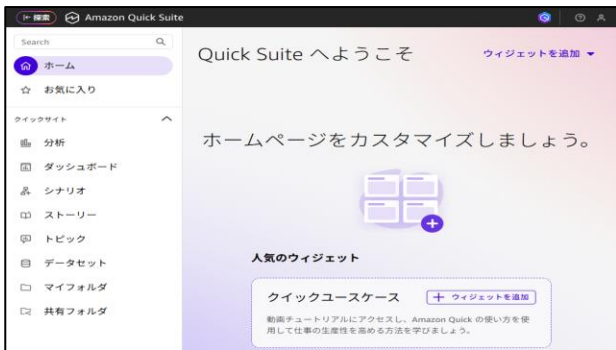 探索
Amazon Quick Suite
Search
ホーム
お気に入り
クイックサイト
分析
ダッシュボード
シナリオ
ストーリー
トピック
データセット
マイフォルダ
共有フォルダ
Quick Suite へようこそ
ウィジェットを追加
ホームページをカスタマイズしましょう。
人気のウィジェット
クイックユースケース
ウィジェットを追加
動画チュートリアルにアクセスし、Amazon Quick の使い方を使
用して仕事の生産性を高める方法を学びましょう。